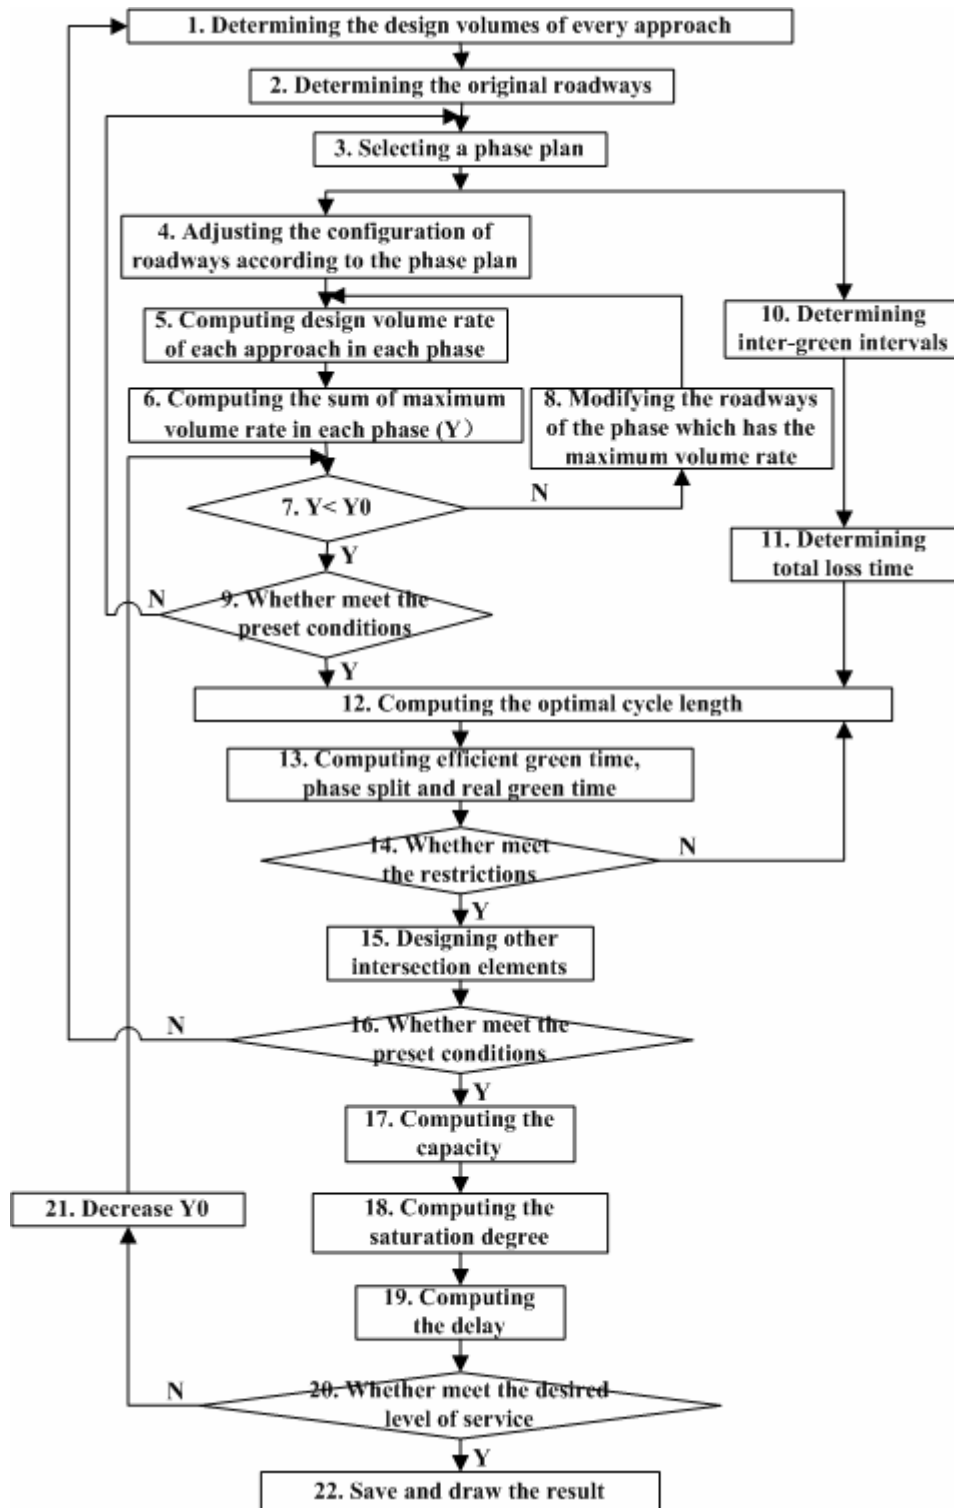 1. Determining the design volumes of every approach
2. Determining the original roadways
3. Selecting a phase plan
4. Adjusting the configuration of
roadways according to the phase plan
5. Computing design volume rate
of each approach in each phase
10. Determining
inter-green intervals
6. Computing the sum of maximum
volume rate in each phase (Y）
8. Modifying the roadways
of the phase which has the
maximum volume rate
7. Y< Y0
N
Y
11. Determining
total loss time
9. Whether meet the
preset conditions
N
Y
12. Computing the optimal cycle length
13. Computing efficient green time,
phase split and real green time
14. Whether meet
the restrictions
N
Y
15. Designing other
intersection elements
16. Whether meet the
preset conditions
N
Y
17. Computing the
capacity
21. Decrease Y0
18. Computing the
saturation degree
19. Computing
the delay
20. Whether meet the desired
level of service
N
Y
22. Save and draw the result